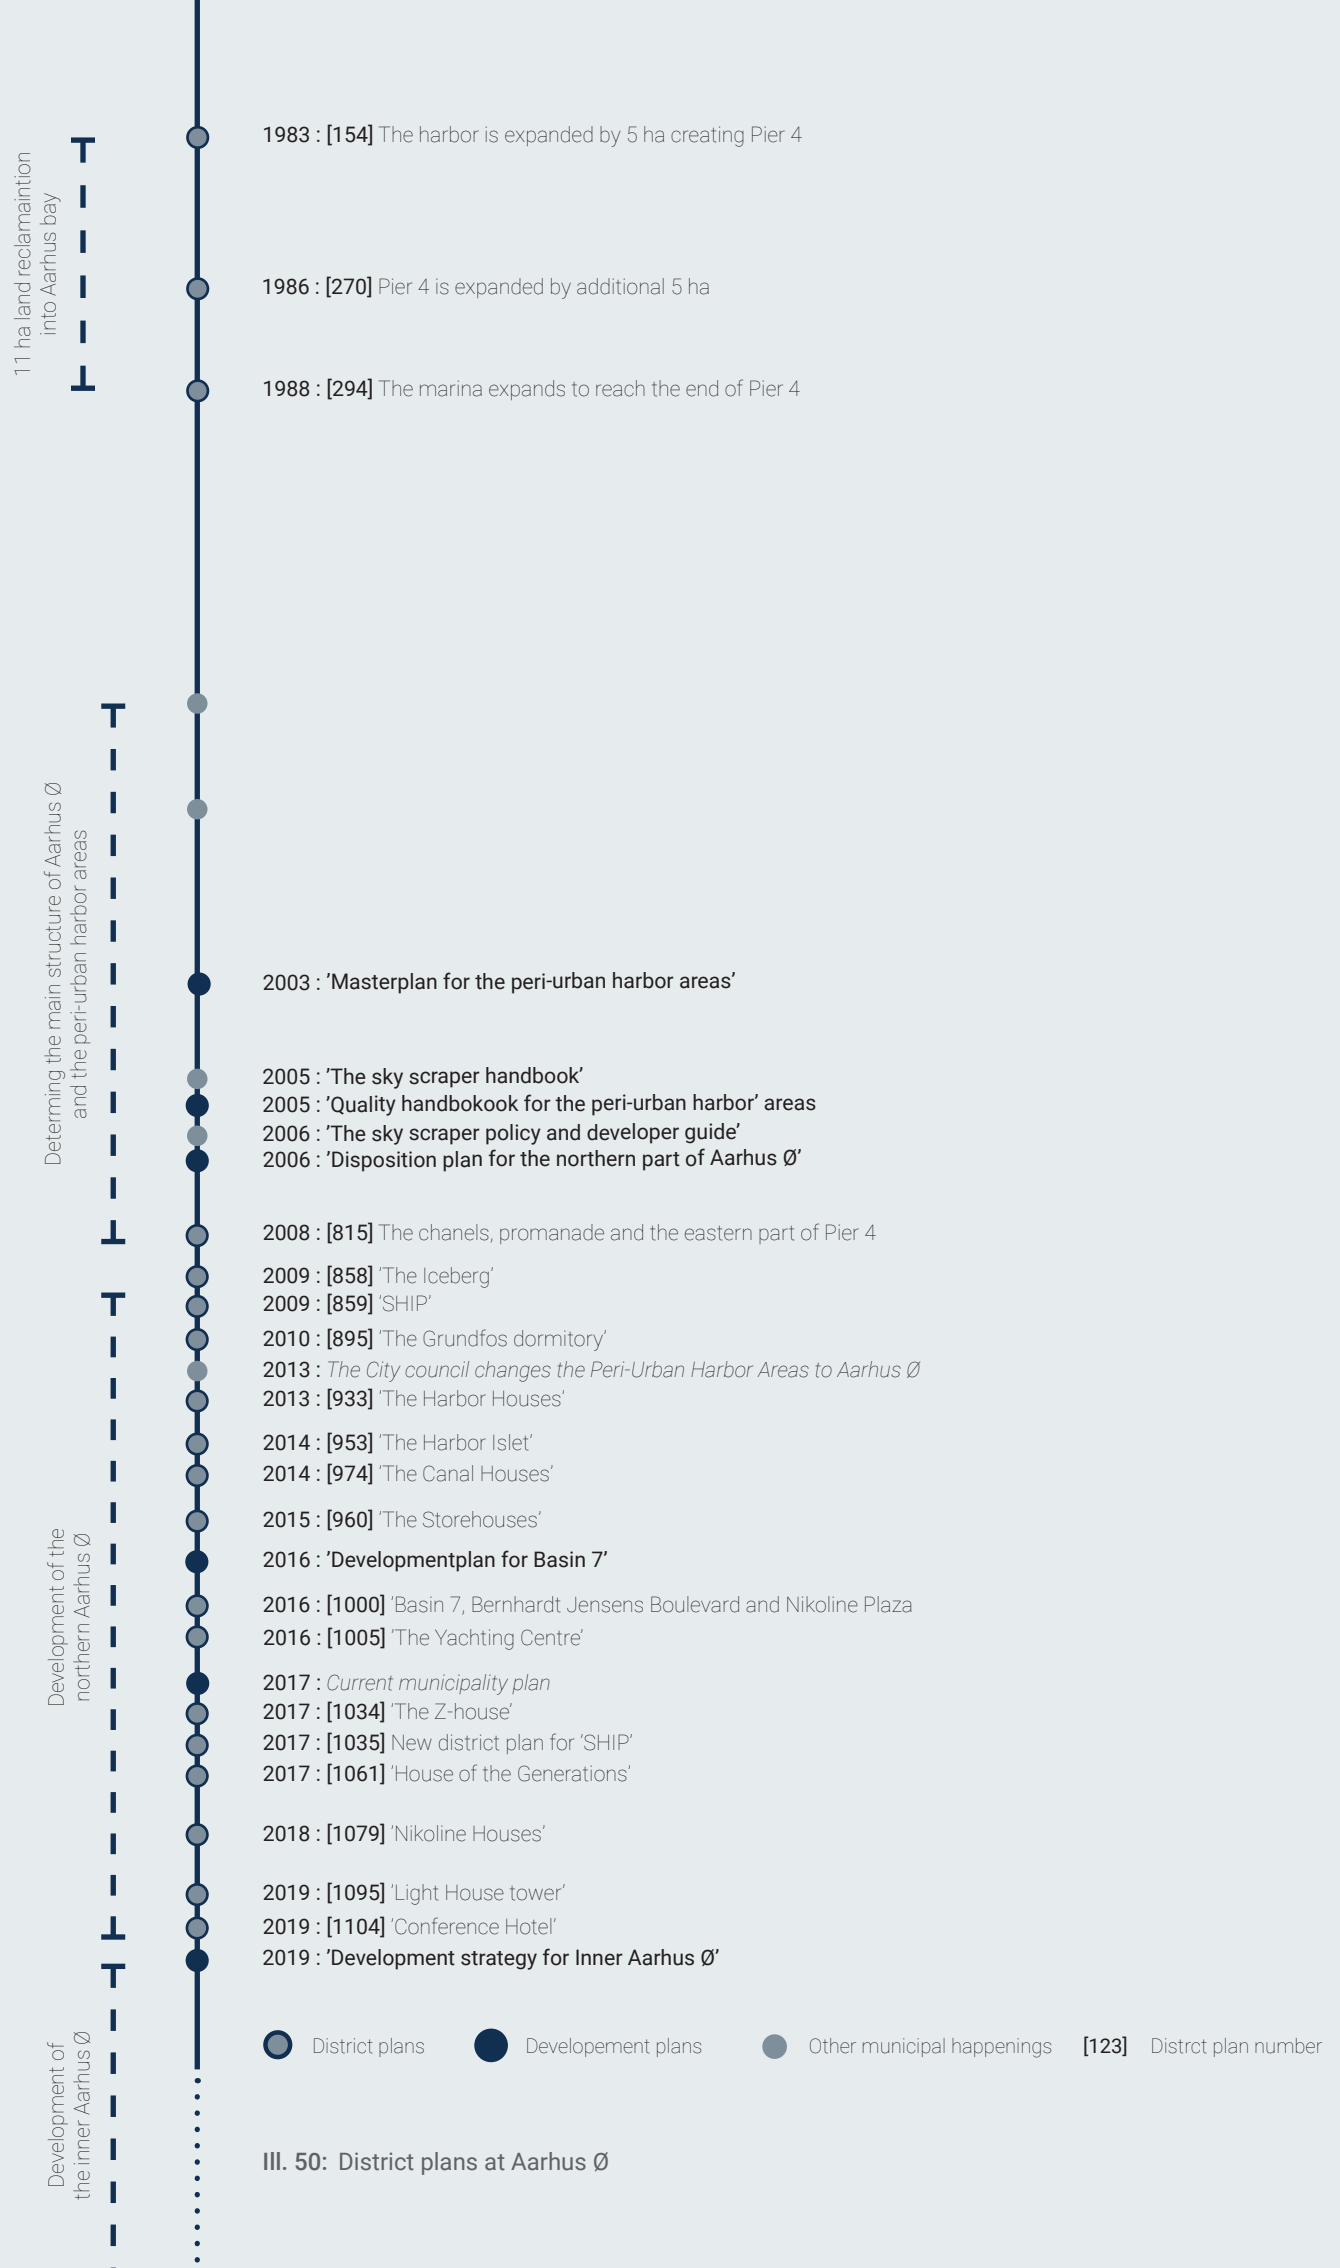 11 ha land reclamaintion
into Aarhus bay
1983 : [154] The harbor is expanded by 5 ha creating Pier 4
1986 : [270] Pier 4 is expanded by additional 5 ha
1988 : [294] The marina expands to reach the end of Pier 4
Determing the main structure of Aarhus Ø
and the peri-urban harbor areas
2003 : ’Masterplan for the peri-urban harbor areas’
2005 : ’The sky scraper handbook’
2005 : ’Quality handbokook for the peri-urban harbor’ areas
2006 : ’The sky scraper policy and developer guide’
2006 : ’Disposition plan for the northern part of Aarhus Ø’
2008 : [815] The chanels, promanade and the eastern part of Pier 4
2009 : [858] ’The Iceberg’
2009 : [859] ’SHIP’
2010 : [895] ’The Grundfos dormitory’
2013 : The City council changes the Peri-Urban Harbor Areas to Aarhus Ø
2013 : [933] ’The Harbor Houses’
2014 : [953] ’The Harbor Islet’
2014 : [974] ’The Canal Houses’
2015 : [960] ’The Storehouses’
Development of the
northern Aarhus Ø
2016 : ’Developmentplan for Basin 7’
2016 : [1000] ’Basin 7, Bernhardt Jensens Boulevard and Nikoline Plaza
2016 : [1005] ’The Yachting Centre’
2017 : Current municipality plan
2017 : [1034] ’The Z-house’
2017 : [1035] New district plan for ’SHIP’
2017 : [1061] ’House of the Generations’
2018 : [1079] ’Nikoline Houses’
2019 : [1095] ’Light House tower’
2019 : [1104] ’Conference Hotel’
2019 : ’Development strategy for Inner Aarhus Ø’
Development of
the inner Aarhus Ø
District plans Developement plans Other municipal happenings [123] Distrct plan number
Ill. 50: District plans at Aarhus Ø